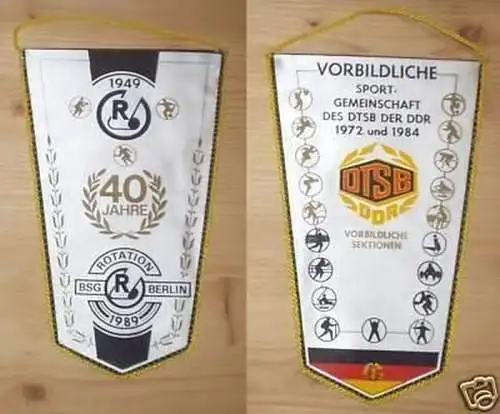 1949
R
40
JAHRE
ROTATION
BSG R BERLIN
1989
VORBILDLICHE
SPORT-
GEMEINSCHAFT
DES DTSB DER DDR
1972 und 1984
DTSB
DDR
VORBILDLICHE
SEKTIONEN: